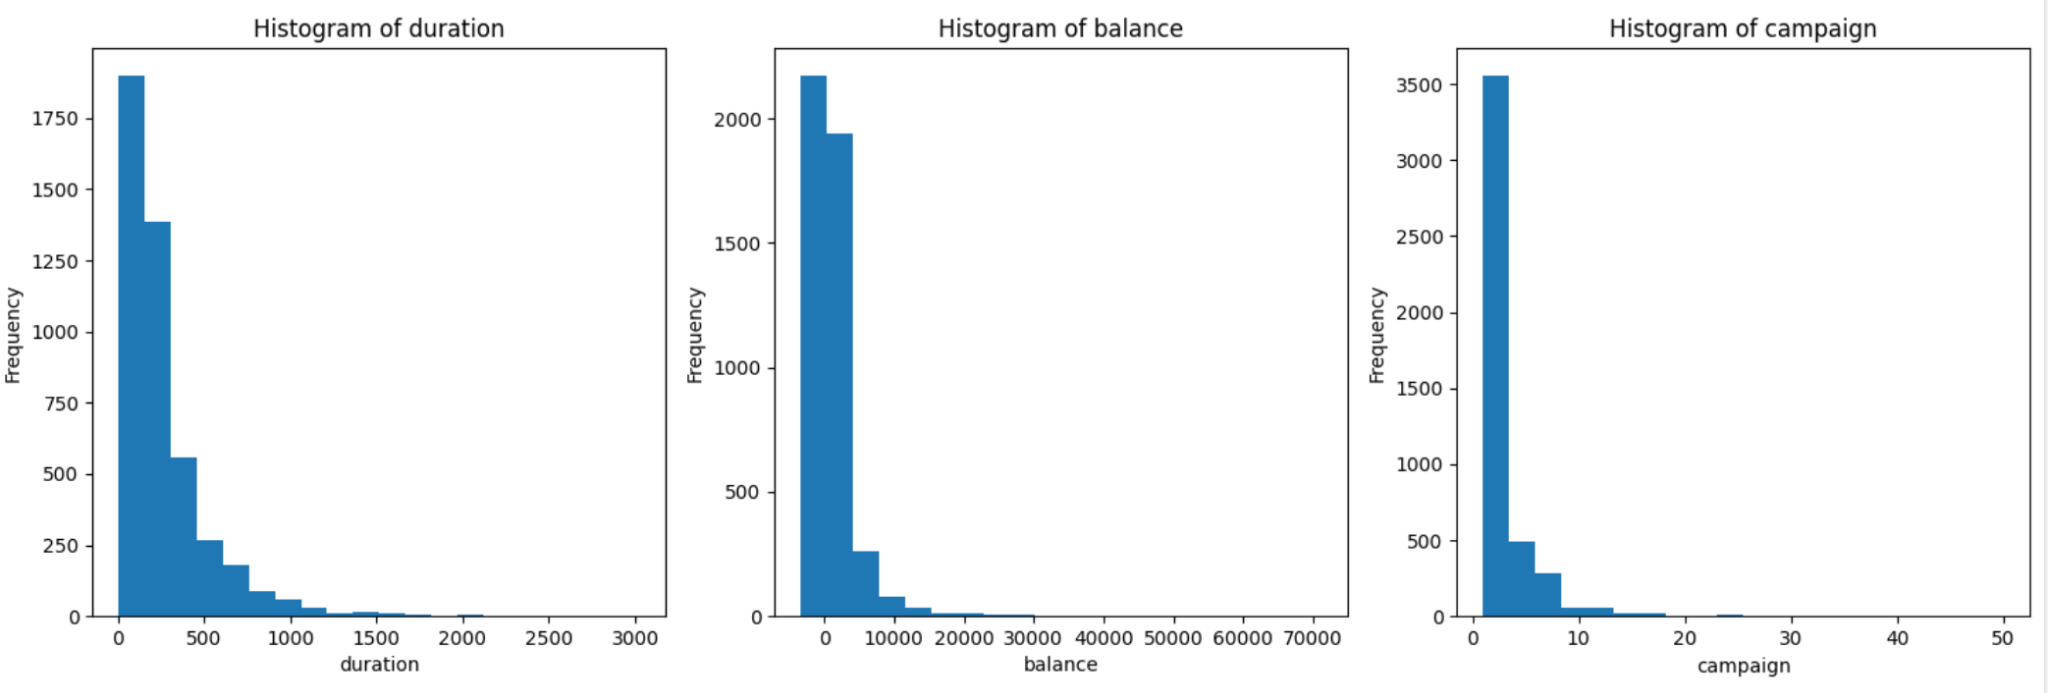 Histogram of duration
1750
1500
1250
1000
750
500
250
0
Frequency
0 500 1000 1500 2000 2500 3000
duration
Histogram of balance
2000
1500
1000
500
0
Frequency
0 10000 20000 30000 40000 50000 60000 70000
balance
Histogram of campaign
3500
3000
2500
2000
1500
1000
500
0
Frequency
0 10 20 30 40 50
campaign